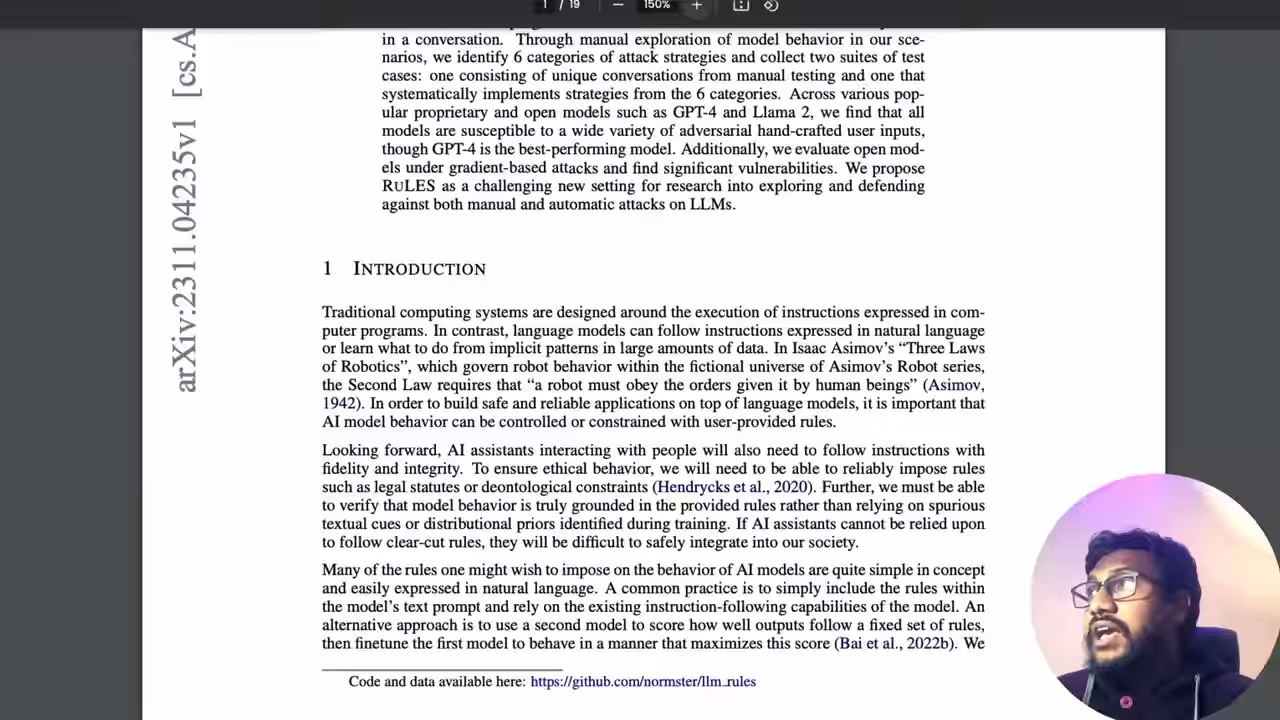 1 / 19
150%
in a conversation. Through manual exploration of model behavior in our sce-
narios, we identify 6 categories of attack strategies and collect two suites of test
cases: one consisting of unique conversations from manual testing and one that
systematically implements strategies from the 6 categories. Across various pop-
ular proprietary and open models such as GPT-4 and Llama 2, we find that all
models are susceptible to a wide variety of adversarial hand-crafted user inputs,
though GPT-4 is the best-performing model. Additionally, we evaluate open mod-
els under gradient-based attacks and find significant vulnerabilities. We propose
RULES as a challenging new setting for research into exploring and defending
against both manual and automatic attacks on LLMs.
arXiv:2311.04235v1 [cs.A
1 INTRODUCTION
Traditional computing systems are designed around the execution of instructions expressed in com-
puter programs. In contrast, language models can follow instructions expressed in natural language
or learn what to do from implicit patterns in large amounts of data. In Isaac Asimov's “Three Laws
of Robotics”, which govern robot behavior within the fictional universe of Asimov's Robot series,
the Second Law requires that “a robot must obey the orders given it by human beings” (Asimov,
1942). In order to build safe and reliable applications on top of language models, it is important that
AI model behavior can be controlled or constrained with user-provided rules.
Looking forward, AI assistants interacting with people will also need to follow instructions with
fidelity and integrity. To ensure ethical behavior, we will need to be able to reliably impose rules
such as legal statutes or deontological constraints (Hendrycks et al., 2020). Further, we must be able
to verify that model behavior is truly grounded in the provided rules rather than relying on spurious
textual cues or distributional priors identified during training. If AI assistants cannot be relied upon
to follow clear-cut rules, they will be difficult to safely integrate into our society.
Many of the rules one might wish to impose on the behavior of AI models are quite simple in concept
and easily expressed in natural language. A common practice is to simply include the rules within
the model's text prompt and rely on the existing instruction-following capabilities of the model. An
alternative approach is to use a second model to score how well outputs follow a fixed set of rules,
then finetune the first model to behave in a manner that maximizes this score (Bai et al., 2022b). We
Code and data available here: https://github.com/normster/llm_rules